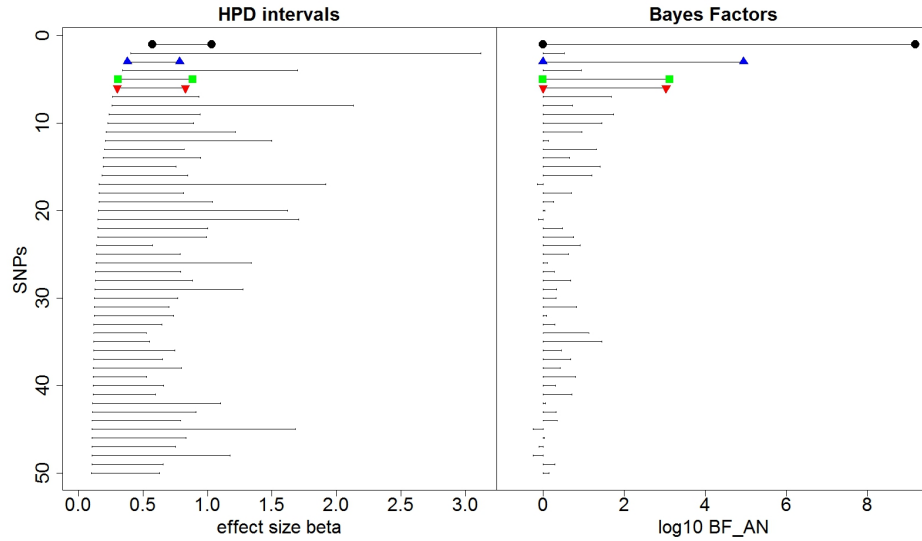 HPD intervals
Bayes Factors
SNPs
0
10
20
30
40
50
0.0 0.5 1.0 1.5 2.0 2.5 3.0
0 2 4 6 8
effect size beta
log10 BF_AN